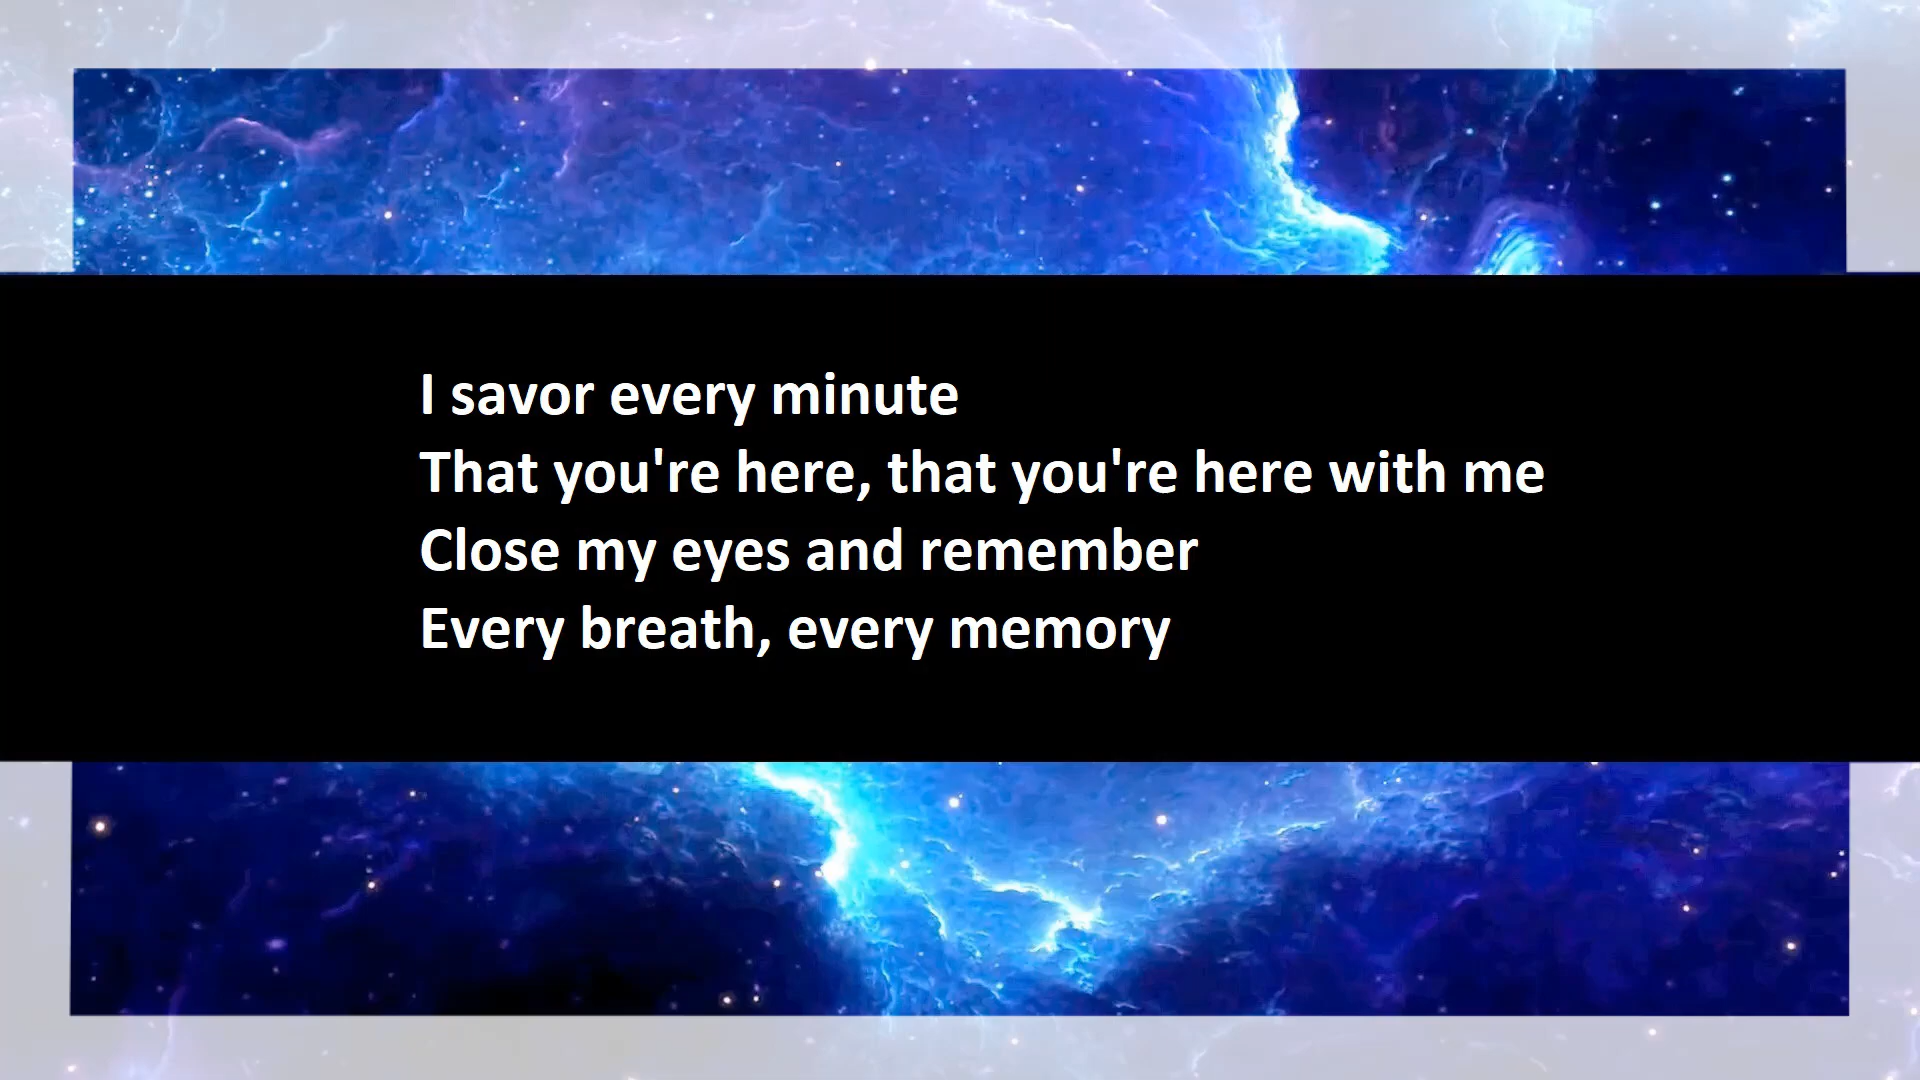 I savor every minute
That you're here, that you're here with me
Close my eyes and remember
Every breath, every memory